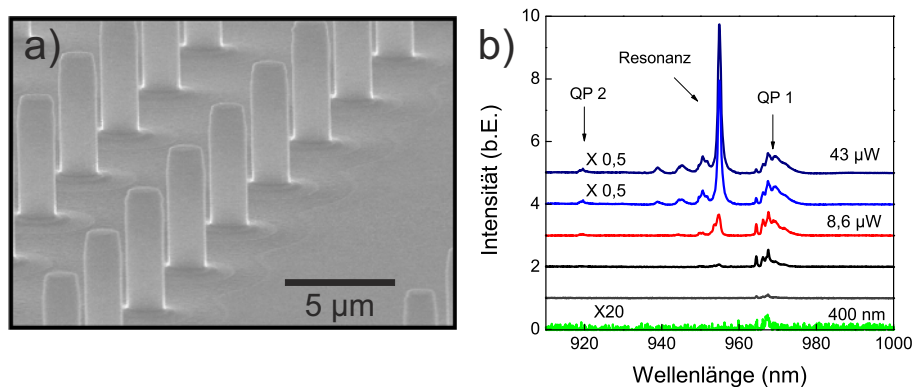 a)
5 µm
b)
Intensität (b.E.)
10
8
6
4
2
0
Resonanz
QP 2
QP 1
X 0,5
43 µW
X 0,5
8,6 µW
X20
400 nm
920
940
960
980
1000
Wellenlänge (nm)